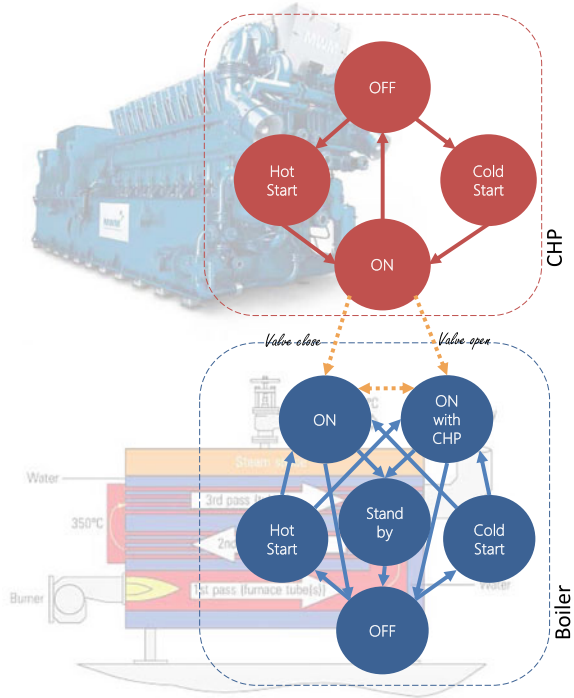 MWM
OFF
Hot
Start
Cold
Start
ON
CHP
Valve close
Valve open
ON
ON
with
CHP
Steam
Water
3rd pass
350°C
Hot
Start
Stand
by
Cold
Start
2nd
Water
Burner
1st pass (furnace tube(s))
OFF
Boiler